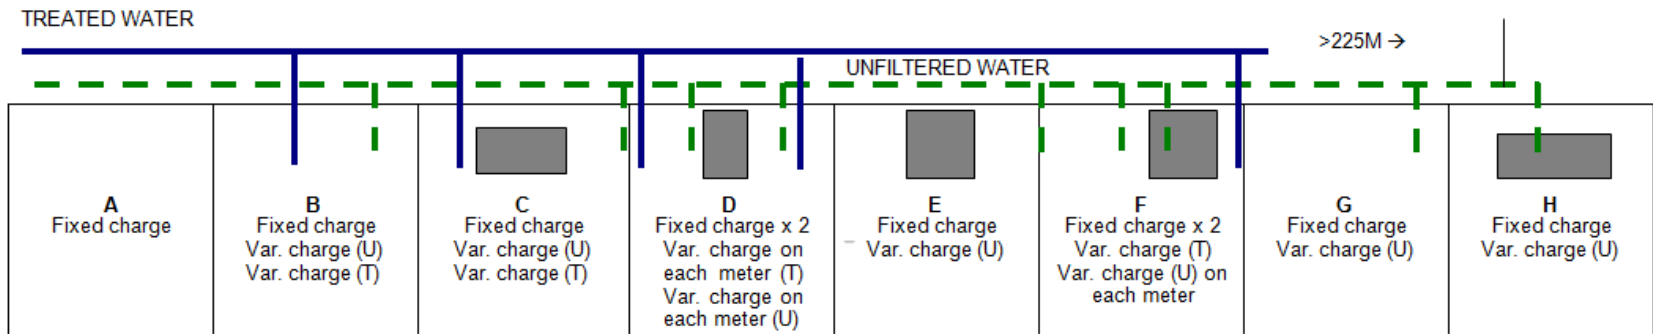 TREATED WATER
>225M →
UNFILTERED WATER
A
Fixed charge
B
Fixed charge
Var. charge (U)
Var. charge (T)
C
Fixed charge
Var. charge (U)
Var. charge (T)
D
Fixed charge x 2
Var. charge on
each meter (T)
Var. charge on
each meter (U)
E
Fixed charge
Var. charge (U)
F
Fixed charge x 2
Var. charge (T)
Var. charge (U) on
each meter
G
Fixed charge
Var. charge (U)
H
Fixed charge
Var. charge (U)